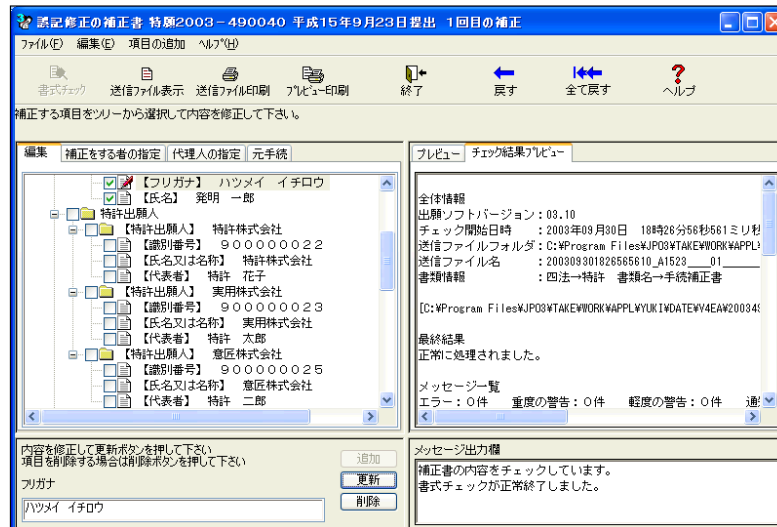 誤記修正の補正書 特願2003-490040 平成15年9月23日提出 1回目の補正
ファイル(F) 編集(E) 項目の追加 ヘルプ(H)
書式チェック 送信ファイル表示 送信ファイル印刷 プレビュー印刷 終了 戻す 全て戻す ヘルプ
補正する項目をツリーから選択して内容を修正して下さい。
編集 補正をする者の指定 代理人の指定 元手続
【フリガナ】 ハツメイ イチロウ
【氏名】 発明 一郎
特許出願人
【特許出願人】 特許株式会社
【識別番号】 900000022
【氏名又は名称】 特許株式会社
【代表者】 特許 花子
【特許出願人】 実用株式会社
【識別番号】 900000023
【氏名又は名称】 実用株式会社
【代表者】 特許 太郎
【特許出願人】 意匠株式会社
【識別番号】 900000025
【氏名又は名称】 意匠株式会社
【代表者】 特許 二郎
プレビュー チェック結果プレビュー
全体情報
出願ソフトバージョン:03.10
チェック開始日時 :2003年09月30日 18時26分56秒561ミリ秒
送信ファイルフォルダ:C:¥Program Files¥JPO3¥TAKE¥WORK¥APPL¥
送信ファイル名 :200309301826565610_A1523____01_____
書類情報 :四法→特許 書類名→手続補正書
[C:¥Program Files¥JPO3¥TAKE¥WORK¥APPL¥YUKI¥DATE¥V4EA¥200349
最終結果
正常に処理されました。
メッセージ一覧
エラー:0件 重度の警告:0件 軽度の警告:0件 通
内容を修正して更新ボタンを押して下さい
項目を削除する場合は削除ボタンを押して下さい
フリガナ
ハツメイ イチロウ
追加
更新
削除
メッセージ出力欄
補正書の内容をチェックしています。
書式チェックが正常終了しました。